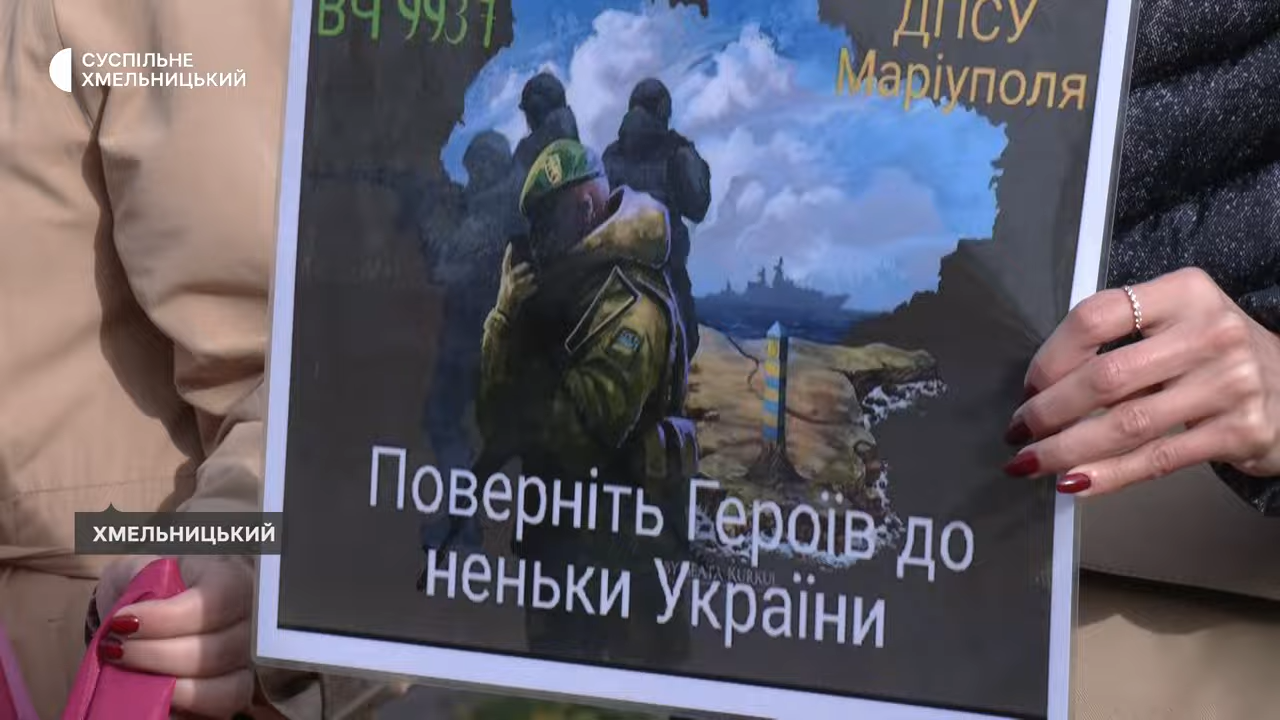 ВЧ 9937
ДПСУ
Маріуполя
СУСПІЛЬНЕ
ХМЕЛЬНИЦЬКИЙ
Поверніть Героїв до
неньки України
ХМЕЛЬНИЦЬКИЙ